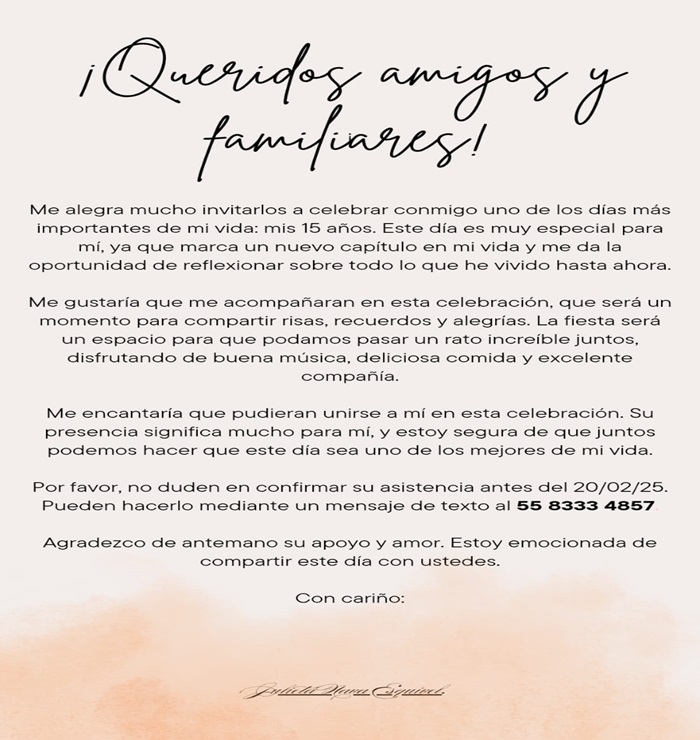 ¡Queridos amigos y
familiares!
Me alegra mucho invitarlos a celebrar conmigo uno de los días más
importantes de mi vida: mis 15 años. Este día es muy especial para
mí, ya que marca un nuevo capítulo en mi vida y me da la
oportunidad de reflexionar sobre todo lo que he vivido hasta ahora.
Me gustaría que me acompañaran en esta celebración, que será un
momento para compartir risas, recuerdos y alegrías. La fiesta será
un espacio para que podamos pasar un rato increíble juntos,
disfrutando de buena música, deliciosa comida y excelente
compañía.
Me encantaría que pudieran unirse a mí en esta celebración. Su
presencia significa mucho para mí, y estoy segura de que juntos
podemos hacer que este día sea uno de los mejores de mi vida.
Por favor, no duden en confirmar su asistencia antes del 20/02/25.
Pueden hacerlo mediante un mensaje de texto al 55 8333 4857
Agradezco de antemano su apoyo y amor. Estoy emocionada de
compartir este día con ustedes.
Con cariño:
Esquivel